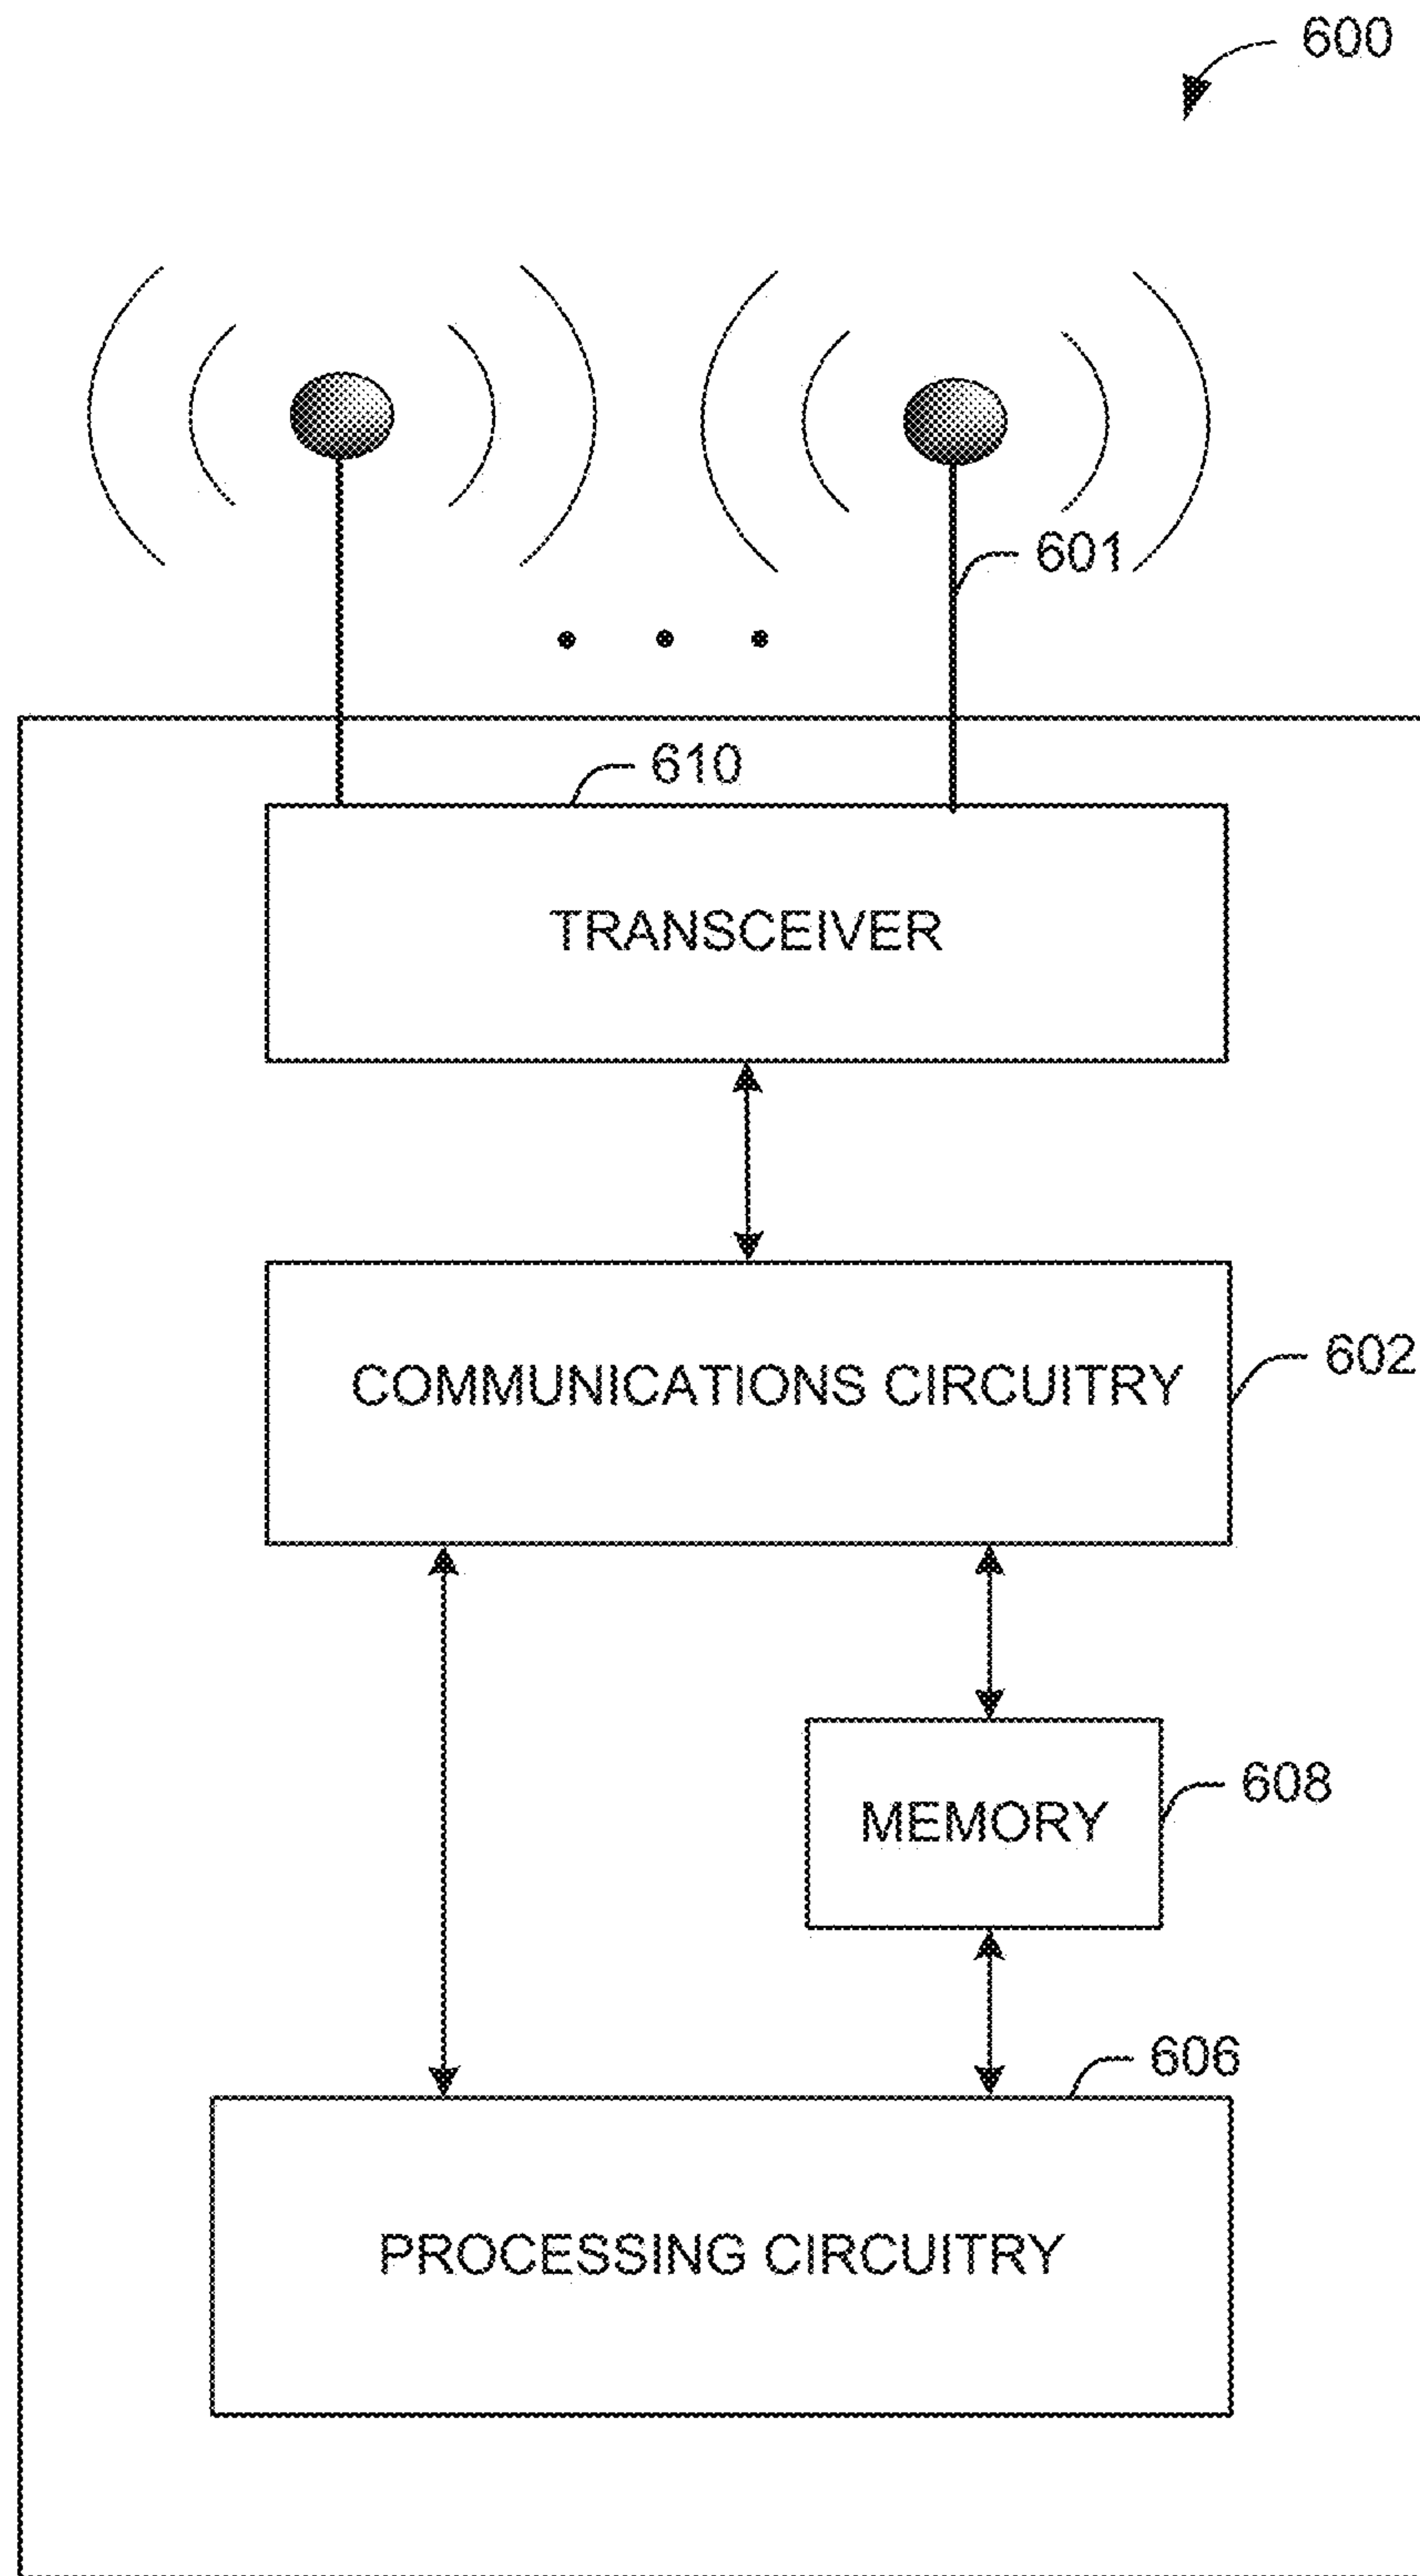 600
601
610
TRANSCEIVER
COMMUNICATIONS CIRCUITRY
602
MEMORY
608
606
PROCESSING CIRCUITRY